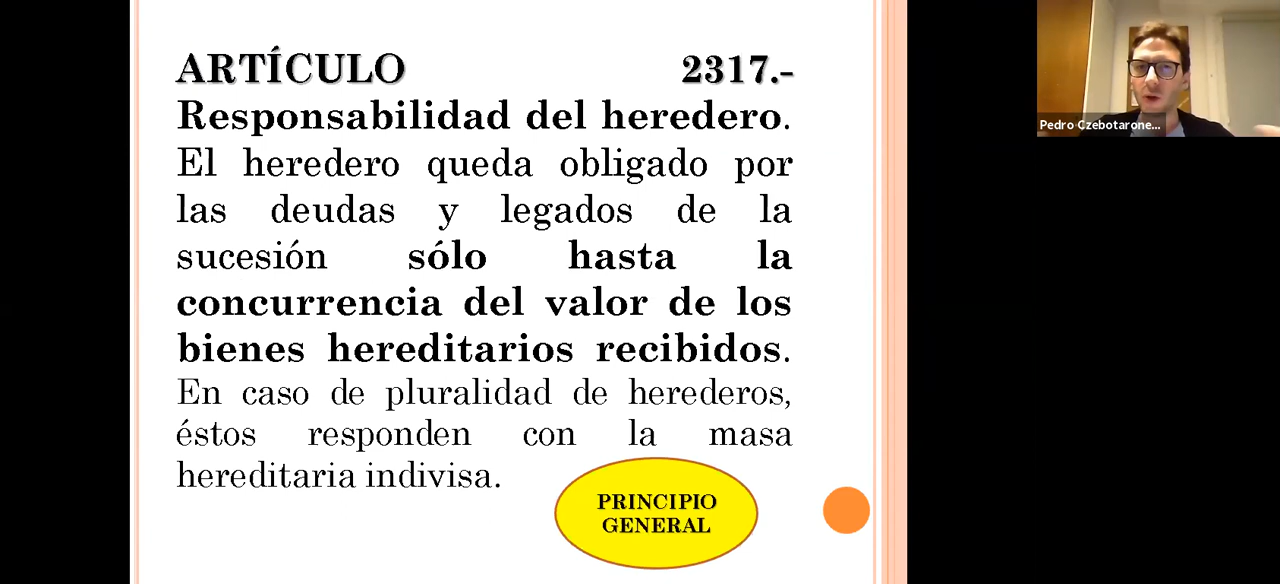 ARTÍCULO 2317.-
Responsabilidad del heredero.
El heredero queda obligado por
las deudas y legados de la
sucesión sólo hasta la
concurrencia del valor de los
bienes hereditarios recibidos.
En caso de pluralidad de herederos,
éstos responden con la masa
hereditaria indivisa.
PRINCIPIO
GENERAL
Pedro Czebotarone...